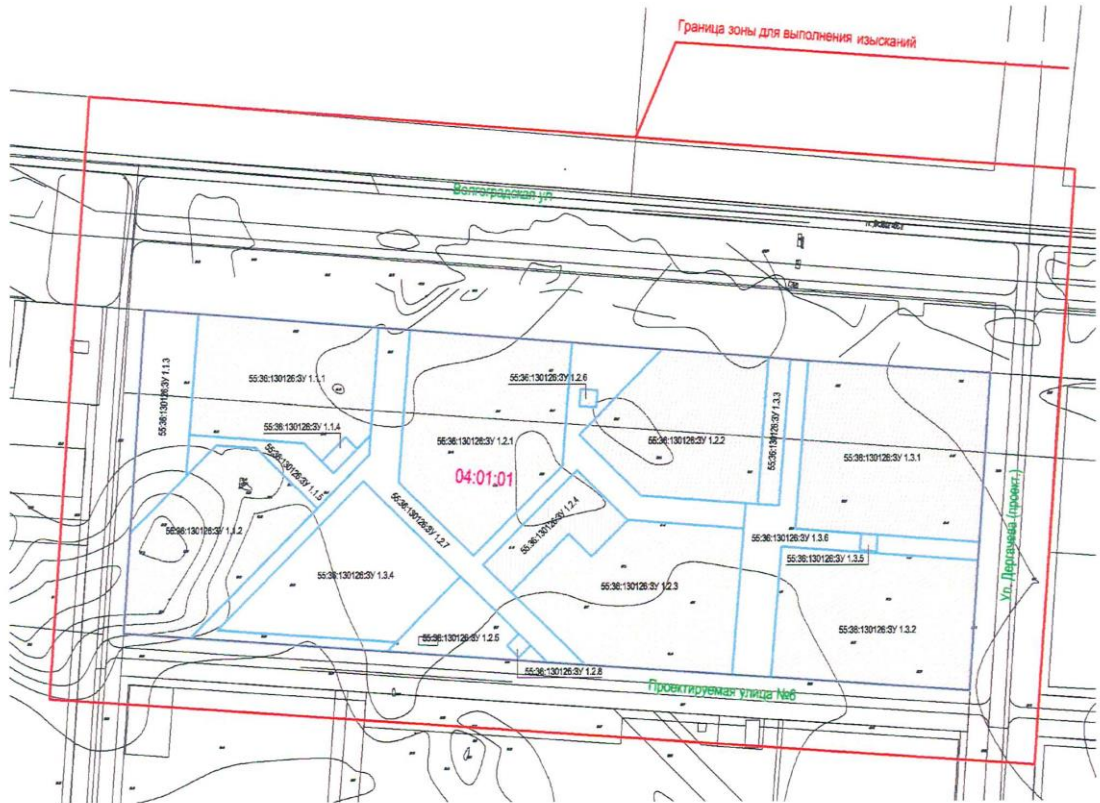 Граница зоны для выполнения изысканий
Волгоградская ул
55:36:130126:ЗУ 1.1.3
55:36:130126:ЗУ 1.1.1
55:36:130126:ЗУ 1.2.6
55:36:130126:ЗУ 1.1.4
55:36:130126:ЗУ 1.2.1
55:36:130126:ЗУ 1.2.2
55:36:130126:ЗУ 1.3.3
55:36:130126:ЗУ 1.3.1
04:01:01
55:36:130126:ЗУ 1.1.5
55:36:130126:ЗУ 1.2.7
55:36:130126:ЗУ 1.2.4
55:36:130126:ЗУ 1.1.2
55:36:130126:ЗУ 1.3.6
55:36:130126:ЗУ 1.3.5
55:36:130126:ЗУ 1.3.4
55:36:130126:ЗУ 1.2.3
Ул. Дергачева (проект.)
55:36:130126:ЗУ 1.3.2
55:36:130126:ЗУ 1.2.5
55:36:130126:ЗУ 1.2.8
Проектируемая улица №6